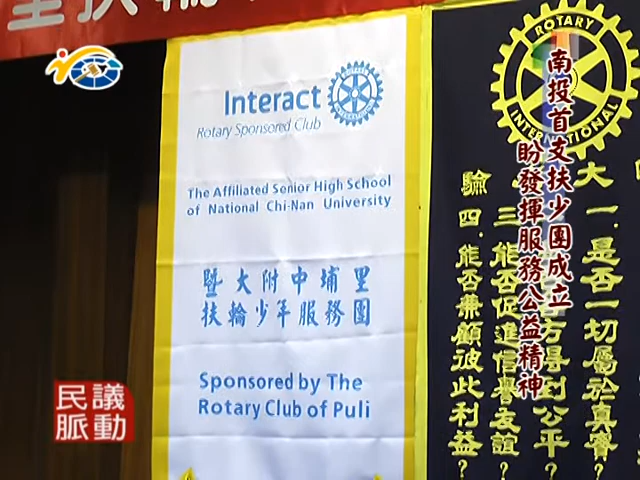 Interact
Rotary Sponsored Club
The Affiliated Senior High School
of National Chi-Nan University
暨大附中埔里
扶輪少年服務團
Sponsored by The
Rotary Club of Puli
ROTARY
INTERNATIONAL
南投首支扶少團成立
盼發揮服務公益精神
大
驗
一.是否一切屬於真實?
方得到公平?
三.能否促進信譽友誼?
四.能否兼顧彼此利益?
民議
脈動